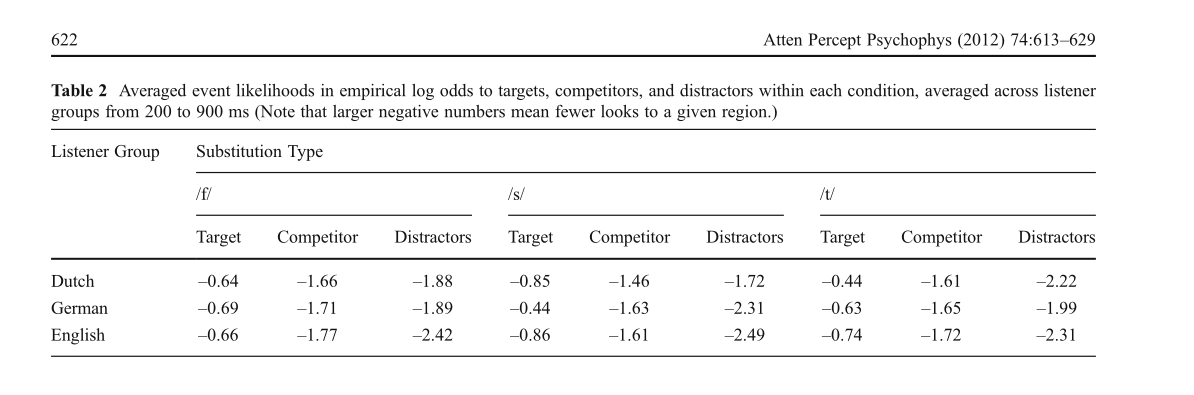 622 Atten Percept Psychophys (2012) 74:613–629
Table 2 Averaged event likelihoods in empirical log odds to targets, competitors, and distractors within each condition, averaged across listener
groups from 200 to 900 ms (Note that larger negative numbers mean fewer looks to a given region.)
Listener Group Substitution Type
/f/ /s/ /t/
Target Competitor Distractors Target Competitor Distractors Target Competitor Distractors
Dutch –0.64 –1.66 –1.88 –0.85 –1.46 –1.72 –0.44 –1.61 –2.22
German –0.69 –1.71 –1.89 –0.44 –1.63 –2.31 –0.63 –1.65 –1.99
English –0.66 –1.77 –2.42 –0.86 –1.61 –2.49 –0.74 –1.72 –2.31